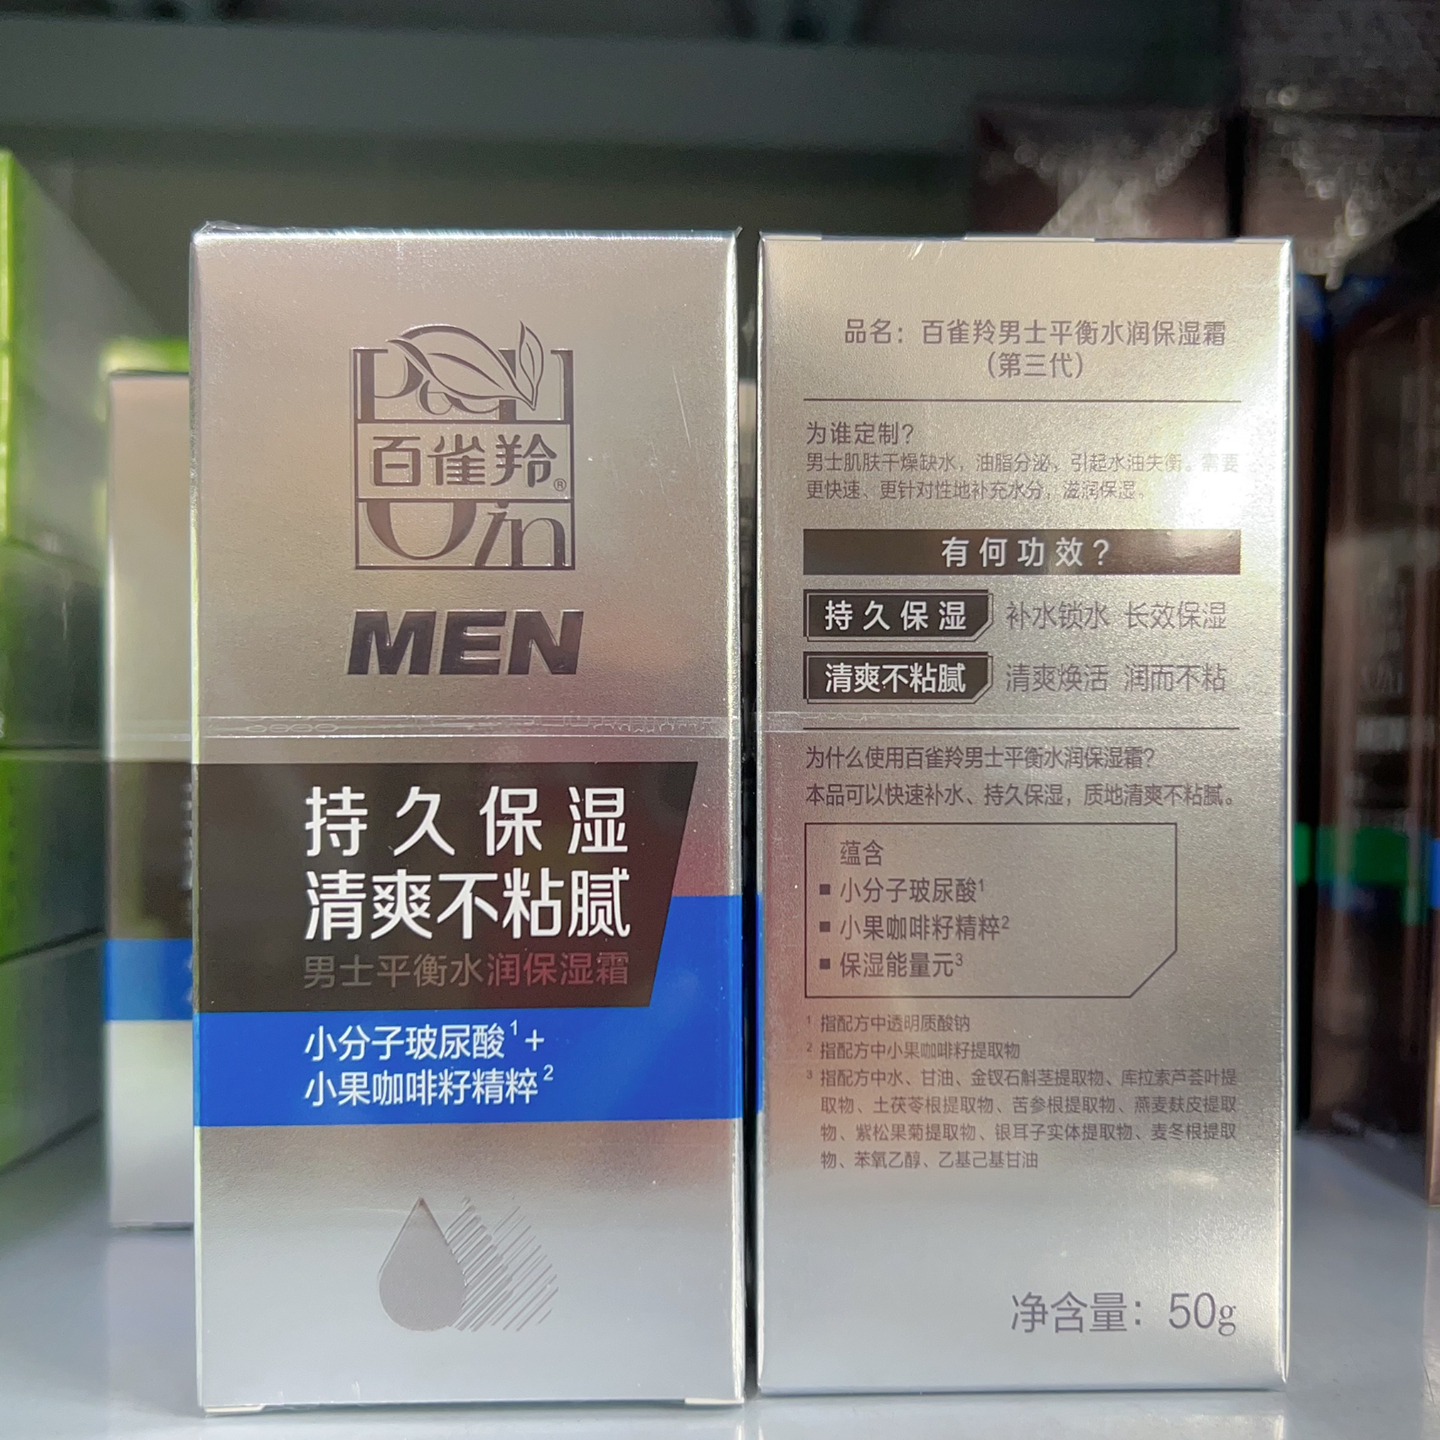 百雀羚®
MEN
持久保湿
清爽不粘腻
男士平衡水润保湿霜
小分子玻尿酸¹+
小果咖啡籽精粹²
品名：百雀羚男士平衡水润保湿霜
（第三代）
为谁定制？
男士肌肤干燥缺水，油脂分泌，引起水油失衡。需要
更快速、更针对性地补充水分，滋润保湿。
有何功效？
持久保湿 补水锁水 长效保湿
清爽不粘腻 清爽焕活 润而不粘
为什么使用百雀羚男士平衡水润保湿霜？
本品可以快速补水、持久保湿，质地清爽不粘腻。
蕴含
▪ 小分子玻尿酸¹
▪ 小果咖啡籽精粹²
▪ 保湿能量元³
¹ 指配方中透明质酸钠
² 指配方中小果咖啡籽提取物
³ 指配方中水、甘油、金钗石斛茎提取物、库拉索芦荟叶提
取物、土茯苓根提取物、苦参根提取物、燕麦麸皮提取
物、紫松果菊提取物、银耳子实体提取物、麦冬根提取
物、苯氧乙醇、乙基己基甘油
净含量：50g